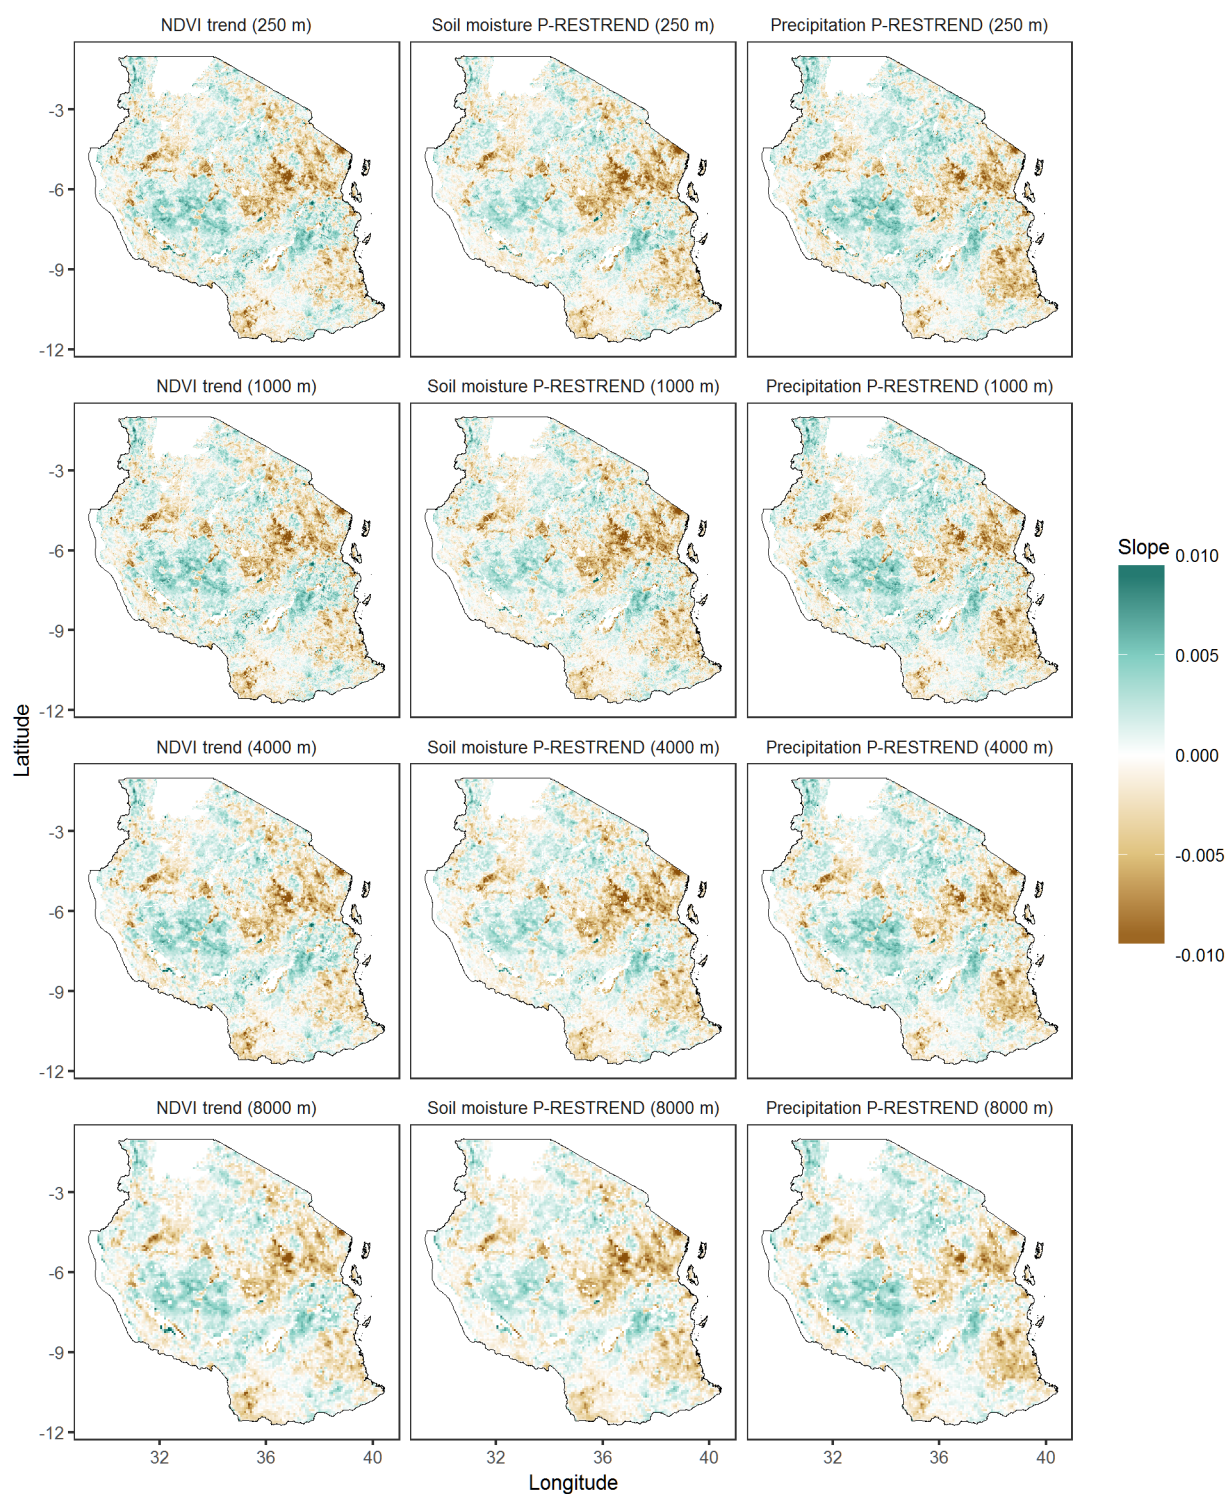 NDVI trend (250 m) Soil moisture P-RESTREND (250 m) Precipitation P-RESTREND (250 m)
-3
-6
-9
-12
NDVI trend (1000 m) Soil moisture P-RESTREND (1000 m) Precipitation P-RESTREND (1000 m)
-3
-6
-9
-12
NDVI trend (4000 m) Soil moisture P-RESTREND (4000 m) Precipitation P-RESTREND (4000 m)
-3
-6
-9
-12
NDVI trend (8000 m) Soil moisture P-RESTREND (8000 m) Precipitation P-RESTREND (8000 m)
-3
-6
-9
-12
32 36 40 32 36 40 32 36 40
Longitude
Latitude
Slope
0.010
0.005
0.000
-0.005
-0.010